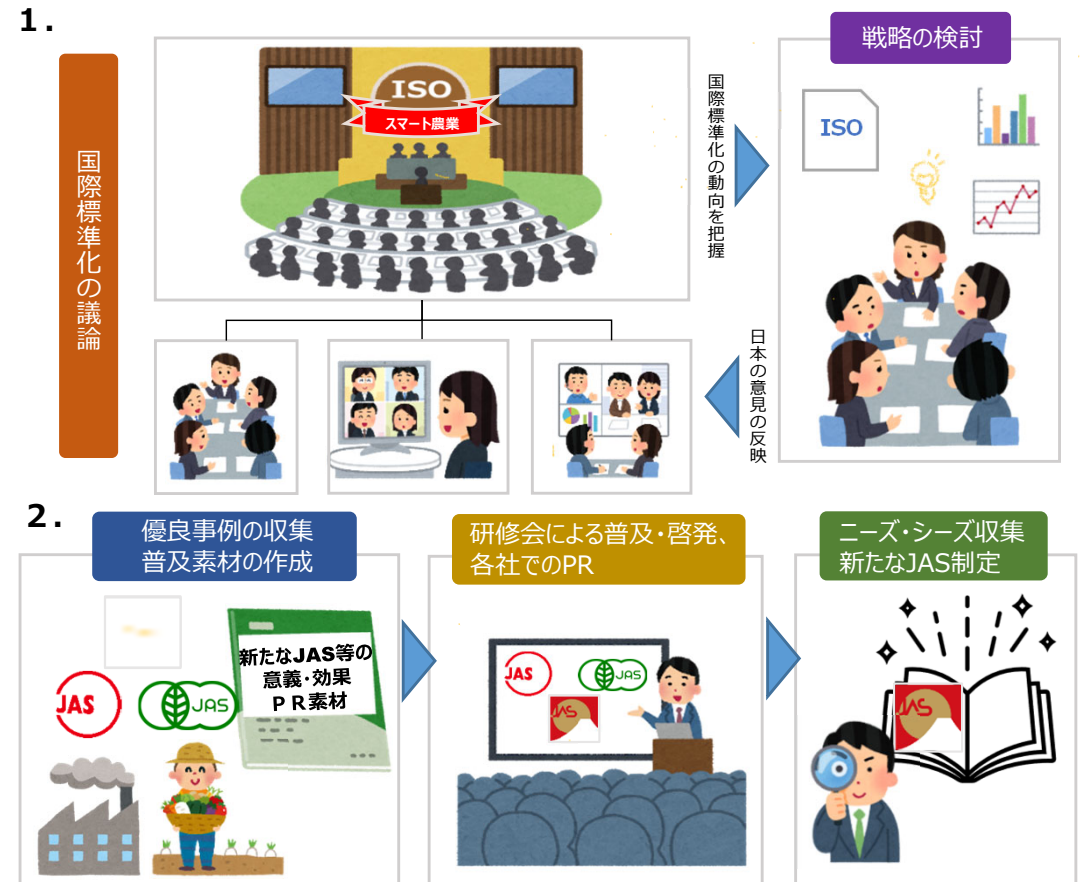 1.
国際標準化の議論
ISO
スマート農業
国際標準化の動向を把握
日本の意見の反映
戦略の検討
ISO
2.
優良事例の収集
普及素材の作成
JAS
JAS
新たなJAS等の
意義・効果
ＰＲ素材
研修会による普及・啓発、
各社でのPR
JAS
JAS
JAS
ニーズ・シーズ収集
新たなJAS制定
JAS